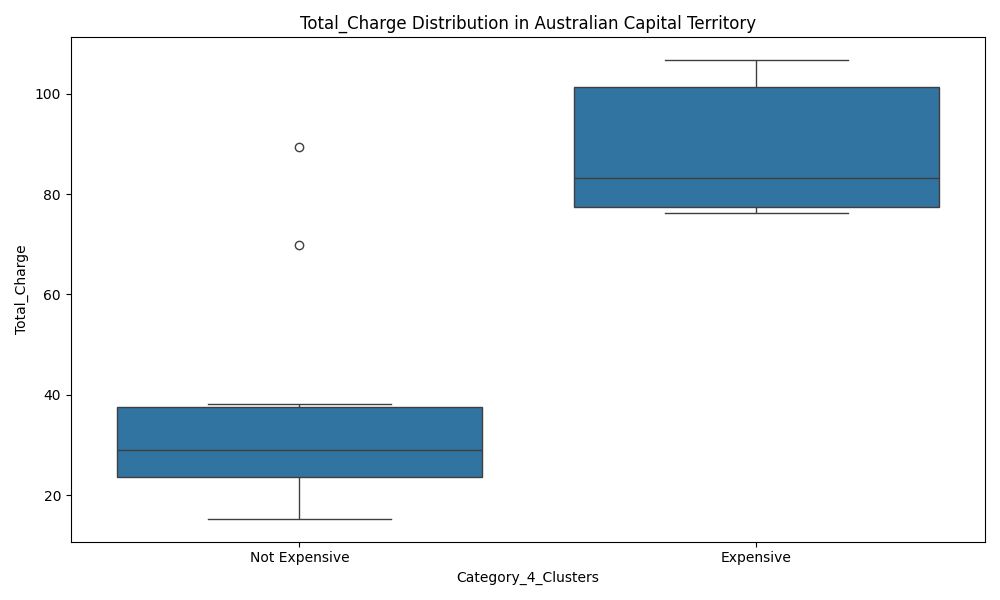 Total_Charge Distribution in Australian Capital Territory
Total_Charge
100
80
60
40
20
Not Expensive
Expensive
Category_4_Clusters